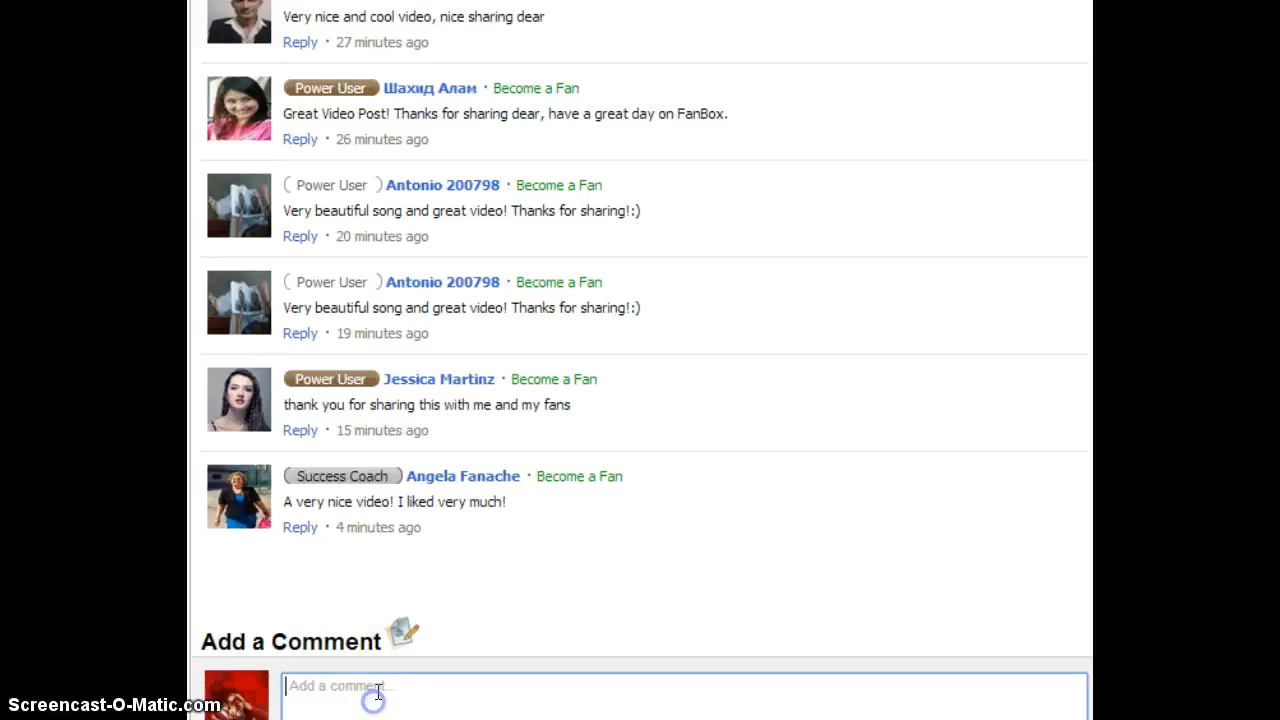 Very nice and cool video, nice sharing dear
Reply · 27 minutes ago
Power User Шахид Алам · Become a Fan
Great Video Post! Thanks for sharing dear, have a great day on FanBox.
Reply · 26 minutes ago
( Power User ) Antonio 200798 · Become a Fan
Very beautiful song and great video! Thanks for sharing!:)
Reply · 20 minutes ago
( Power User ) Antonio 200798 · Become a Fan
Very beautiful song and great video! Thanks for sharing!:)
Reply · 19 minutes ago
Power User Jessica Martinz · Become a Fan
thank you for sharing this with me and my fans
Reply · 15 minutes ago
( Success Coach ) Angela Fanache · Become a Fan
A very nice video! I liked very much!
Reply · 4 minutes ago
Add a Comment
Add a comment...
Screencast-O-Matic.com